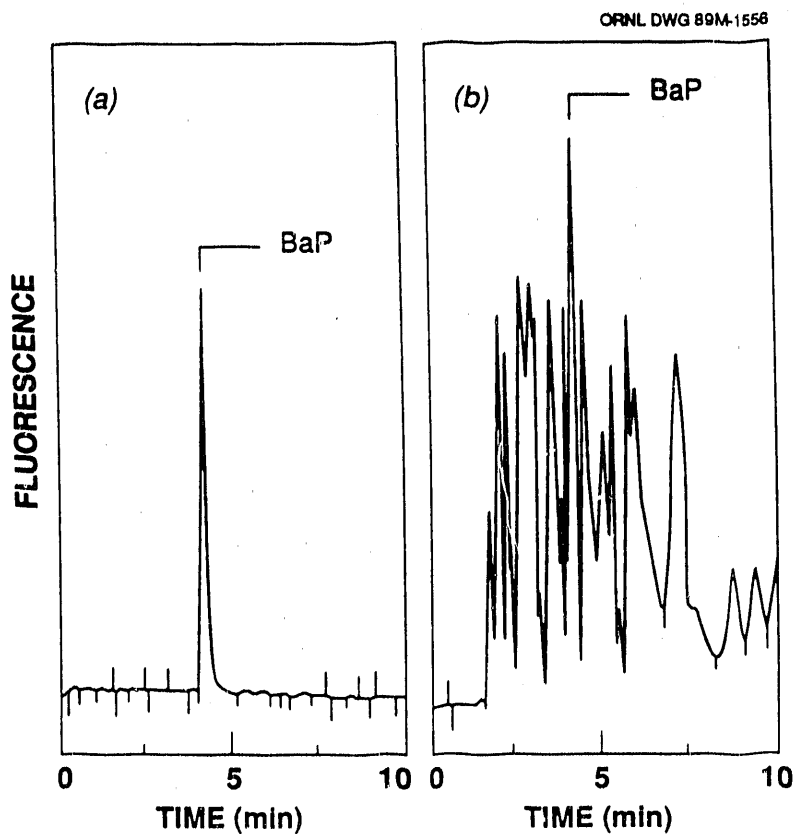 ORNL DWG 89M-1556
(a)
BaP
(b)
BaP
FLUORESCENCE
0 5 10
TIME (min)
0 5 10
TIME (min)